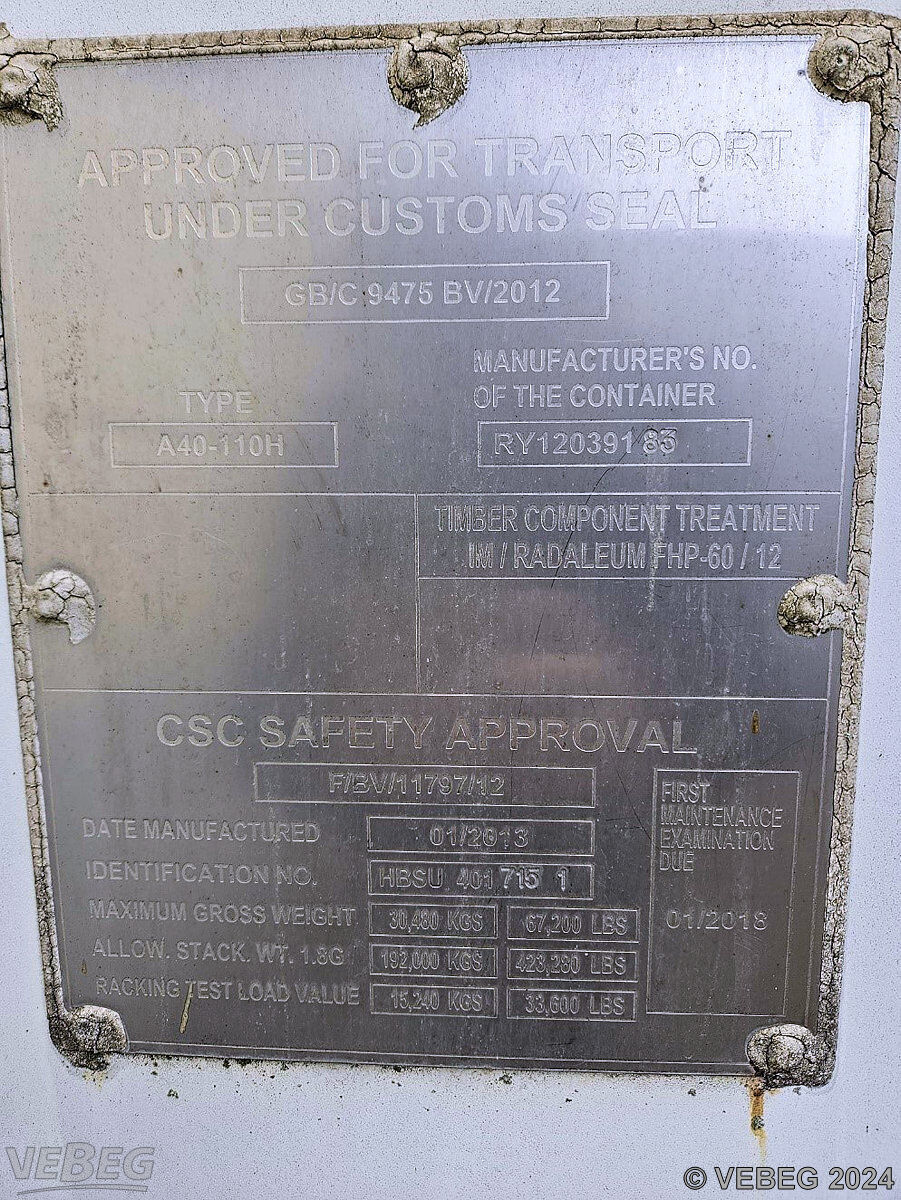 APPROVED FOR TRANSPORT
UNDER CUSTOMS SEAL
GB/C 9475 BV/2012
MANUFACTURER'S NO.
OF THE CONTAINER
TYPE
A40-110H
RY12039183
TIMBER COMPONENT TREATMENT
IM / RADALEUM FHP-60 / 12
CSC SAFETY APPROVAL
F/BV/11797/12
DATE MANUFACTURED 01/2013
IDENTIFICATION NO. HBSU 401715 1
MAXIMUM GROSS WEIGHT 30,480 KGS 67,200 LBS
ALLOW. STACK. WT. 1.8G 192,000 KGS 423,280 LBS
RACKING TEST LOAD VALUE 15,240 KGS 33,600 LBS
FIRST
MAINTENANCE
EXAMINATION
DUE
01/2018
VEBEG
© VEBEG 2024